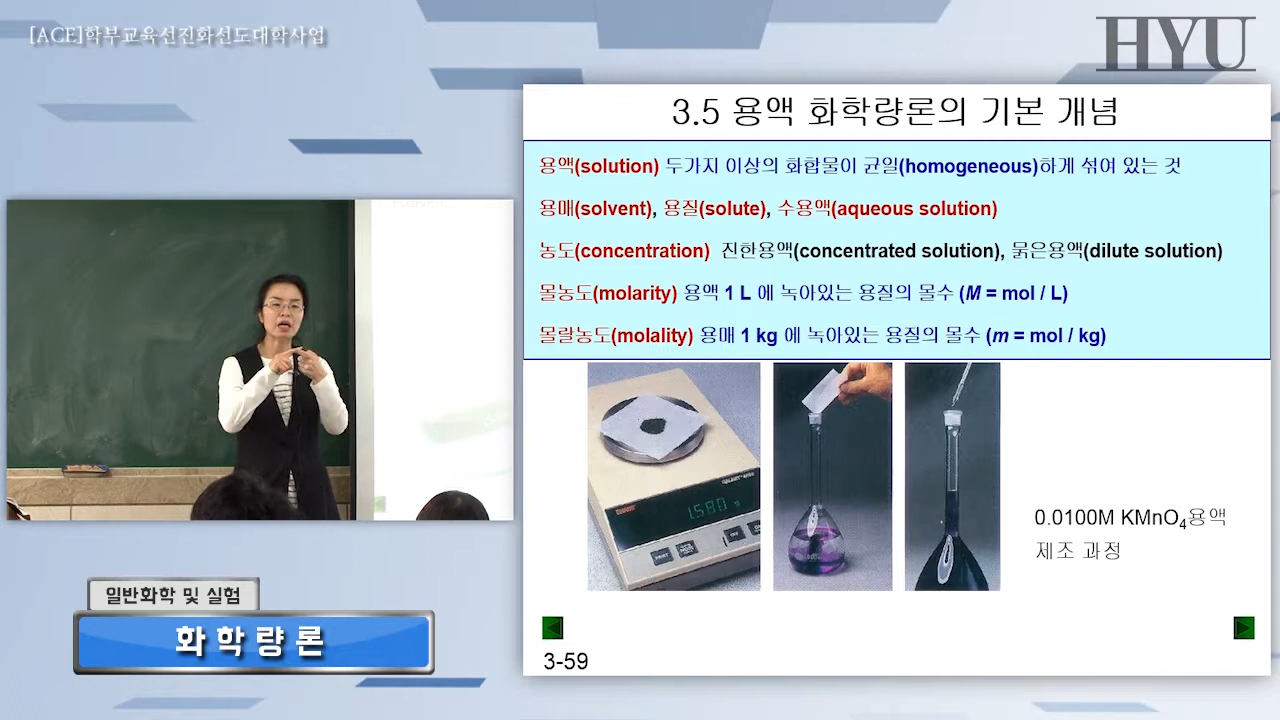 [ACE]학부교육선진화선도대학사업
HYU
3.5 용액 화학량론의 기본 개념
용액(solution) 두가지 이상의 화합물이 균일(homogeneous)하게 섞여 있는 것
용매(solvent), 용질(solute), 수용액(aqueous solution)
농도(concentration) 진한용액(concentrated solution), 묽은용액(dilute solution)
몰농도(molarity) 용액 1 L 에 녹아있는 용질의 몰수 (M = mol / L)
몰랄농도(molality) 용매 1 kg 에 녹아있는 용질의 몰수 (m = mol / kg)
1.580 g
0.0100M KMnO₄용액
제조 과정
일반화학 및 실험
화학량론
3-59